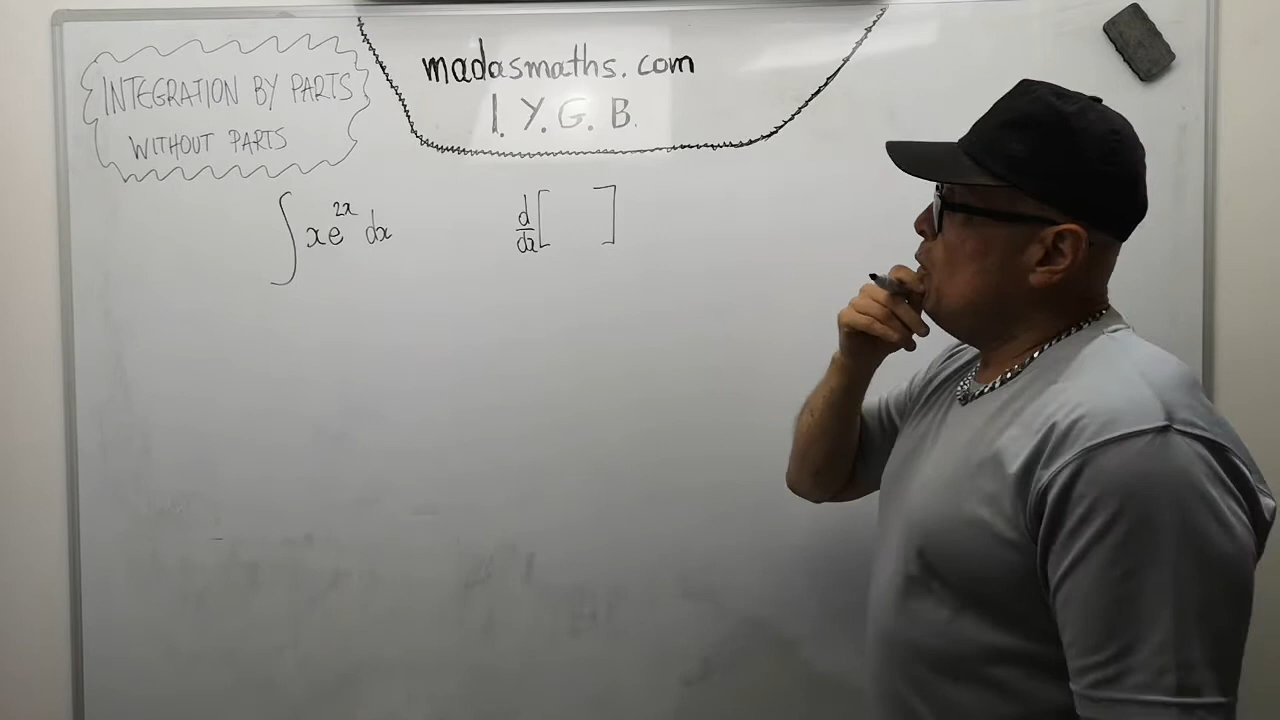 INTEGRATION BY PARTS
WITHOUT PARTS
madasmaths.com
I. Y. G. B.
∫ xe^{2x} dx
d/dx [ ]